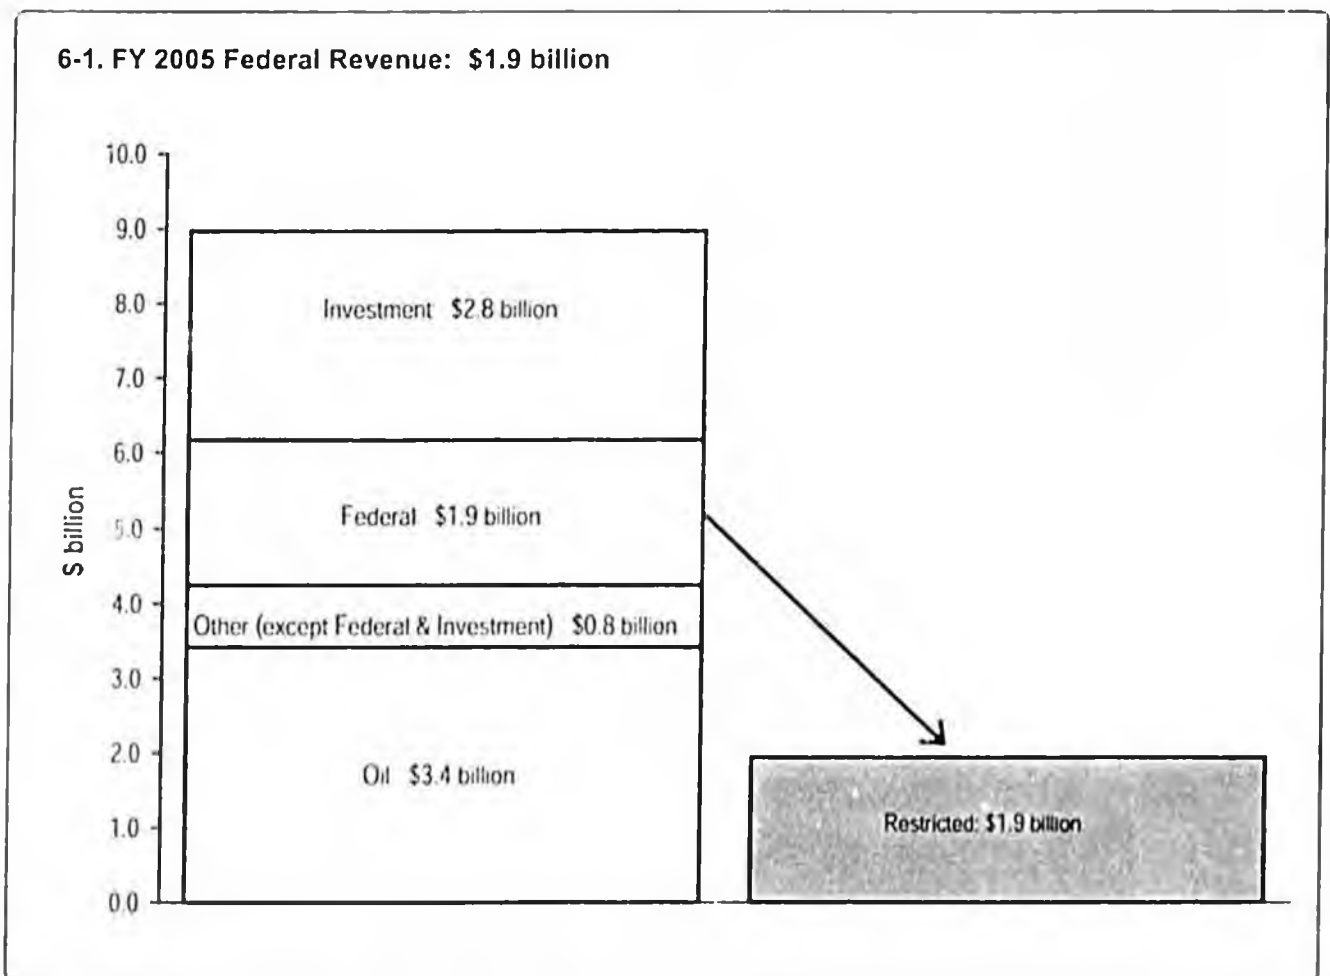 6-1. FY 2005 Federal Revenue: $1.9 billion
10.0
9.0
8.0
7.0
6.0
5.0
4.0
3.0
2.0
1.0
0.0
$ billion
Investment $2.8 billion
Federal $1.9 billion
Other (except Federal & Investment) $0.8 billion
Oil $3.4 billion
Restricted: $1.9 billion